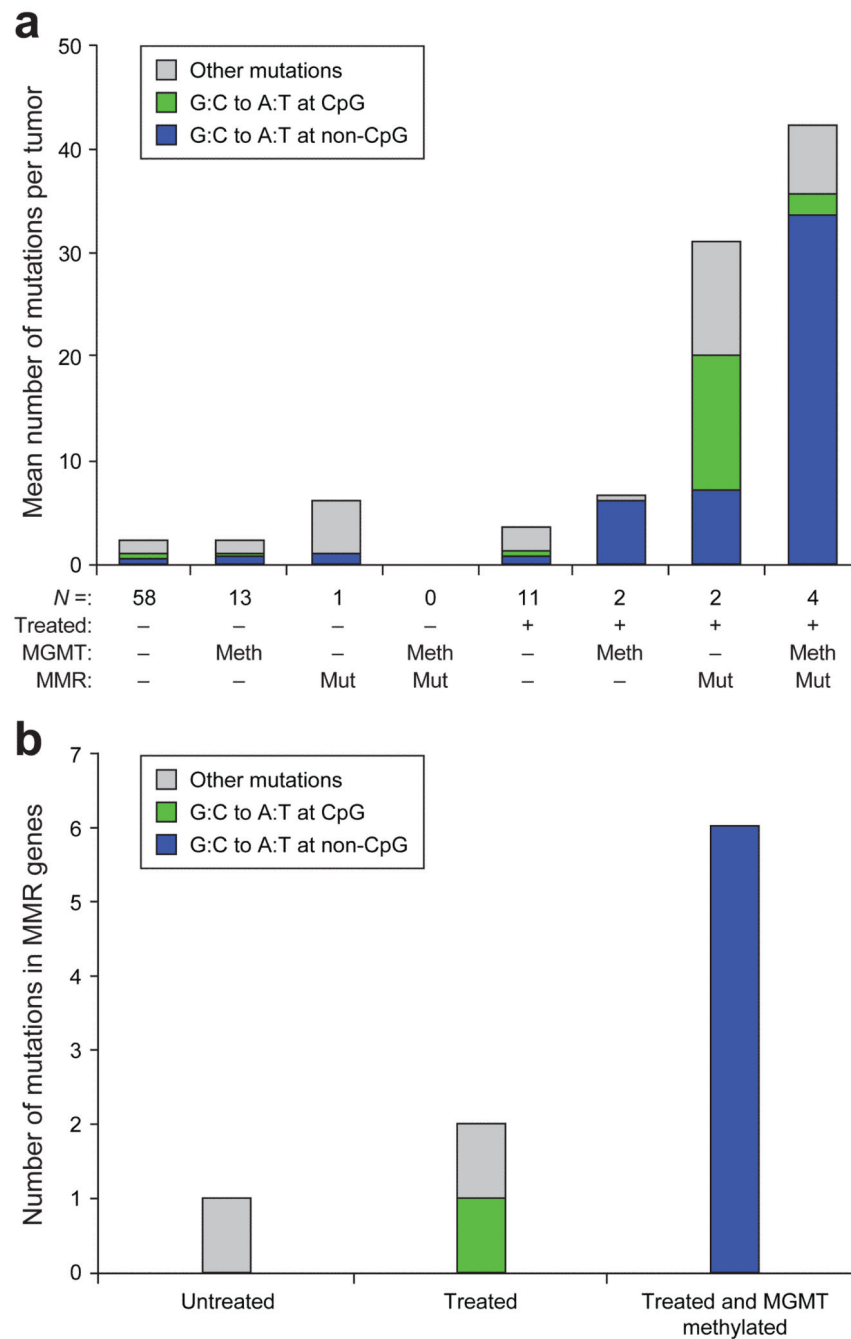 a
Mean number of mutations per tumor
50
40
30
20
10
0
Other mutations
G:C to A:T at CpG
G:C to A:T at non-CpG
N =: 58 13 1 0 11 2 2 4
Treated: – – – – + + + +
MGMT: – Meth – Meth – Meth – Meth
MMR: – – Mut Mut – – Mut Mut
b
Number of mutations in MMR genes
7
6
5
4
3
2
1
0
Other mutations
G:C to A:T at CpG
G:C to A:T at non-CpG
Untreated Treated Treated and MGMT
methylated